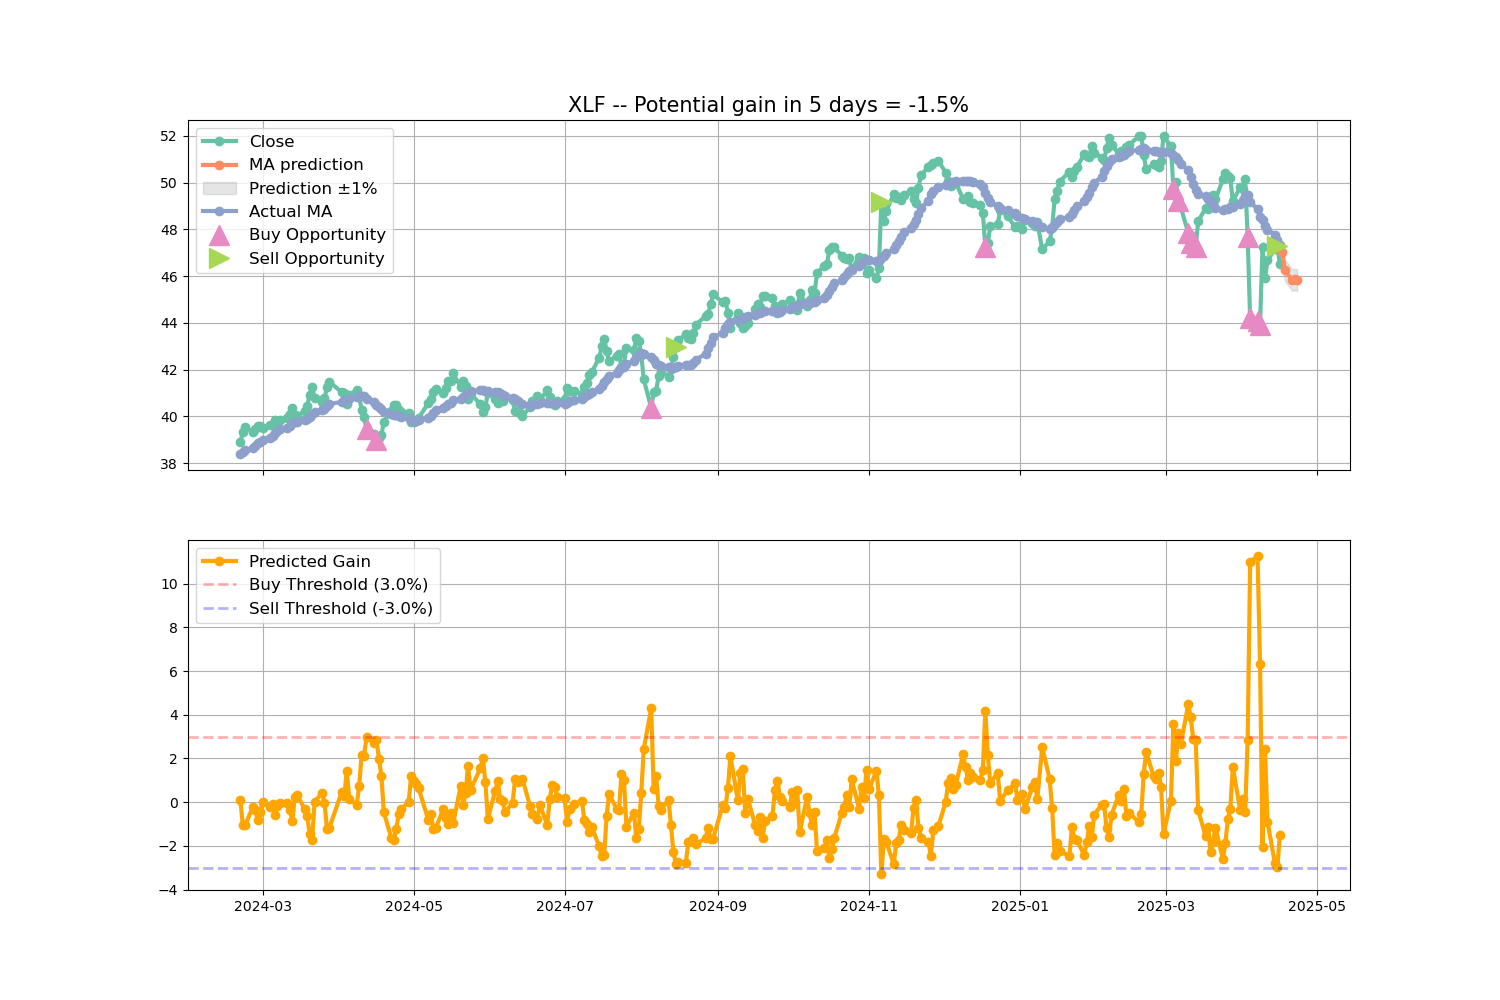 XLF -- Potential gain in 5 days = -1.5%
52
50
48
46
44
42
40
38
Close
MA prediction
Prediction ±1%
Actual MA
Buy Opportunity
Sell Opportunity
10
8
6
4
2
0
−2
−4
Predicted Gain
Buy Threshold (3.0%)
Sell Threshold (-3.0%)
2024-03 2024-05 2024-07 2024-09 2024-11 2025-01 2025-03 2025-05